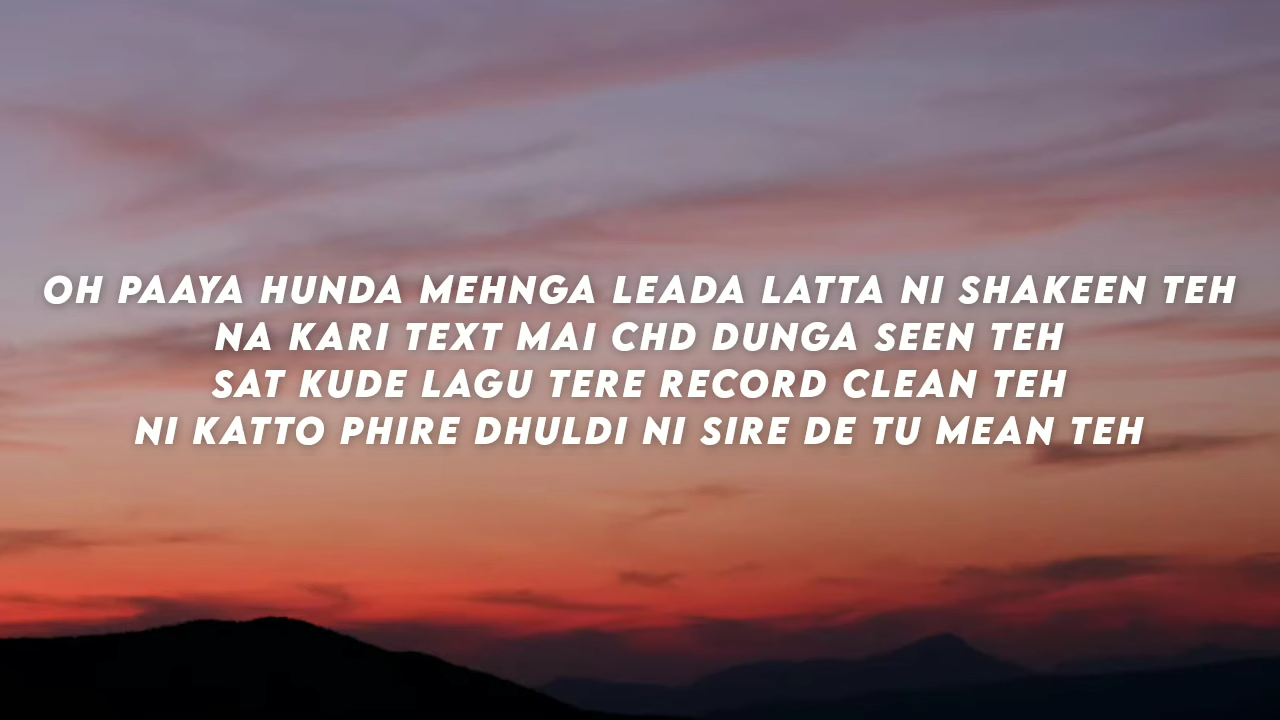 OH PAAYA HUNDA MEHNGA LEADA LATTA NI SHAKEEN TEH
NA KARI TEXT MAI CHD DUNGA SEEN TEH
SAT KUDE LAGU TERE RECORD CLEAN TEH
NI KATTO PHIRE DHULDI NI SIRE DE TU MEAN TEH